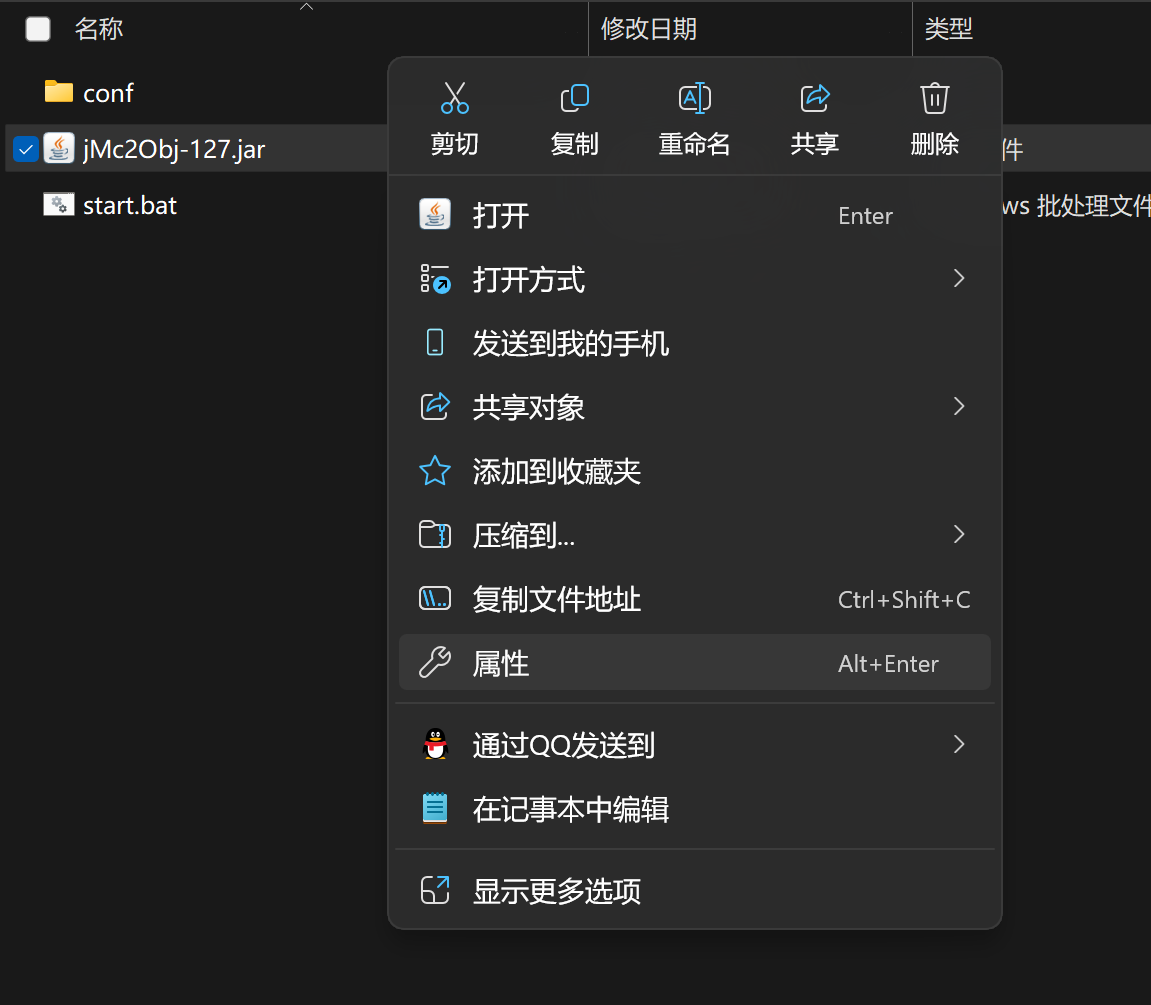 名称 修改日期 类型
conf
剪切 复制 重命名 共享 删除
jMc2Obj-127.jar 件
start.bat ws 批处理文件
打开 Enter
打开方式
发送到我的手机
共享对象
添加到收藏夹
压缩到...
复制文件地址 Ctrl+Shift+C
属性 Alt+Enter
通过QQ发送到
在记事本中编辑
显示更多选项